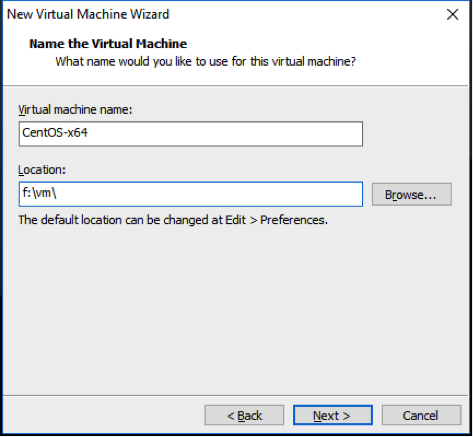 New Virtual Machine Wizard
Name the Virtual Machine
What name would you like to use for this virtual machine?
Virtual machine name:
CentOS-x64
Location:
f:\vm\
Browse...
The default location can be changed at Edit > Preferences.
< Back
Next >
Cancel